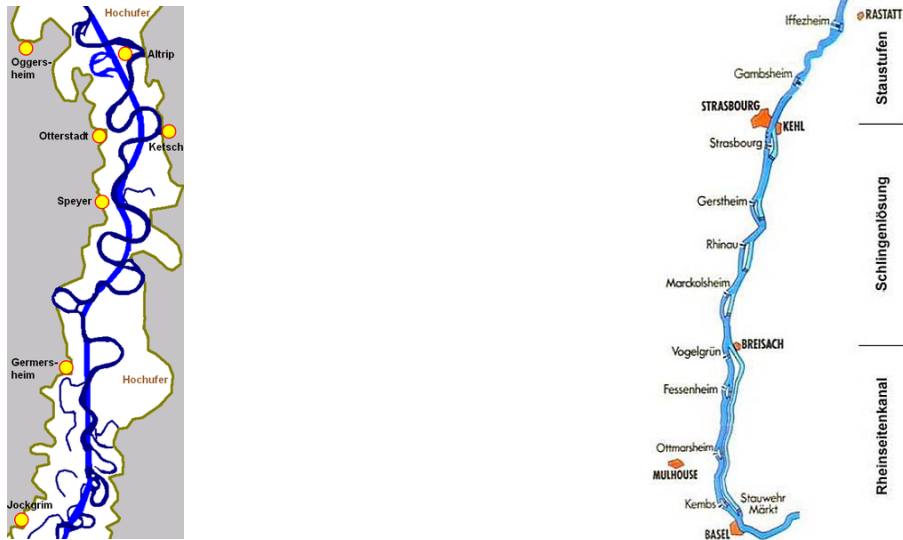 Hochufer
Altrip
Oggers-
heim
Otterstadt
Ketsch
Speyer
Germers-
heim
Hochufer
Jockgrim
RASTATT
Iffezheim
Gambsheim
STRASBOURG
KEHL
Strasbourg
Gerstheim
Rhinau
Marckolsheim
BREISACH
Vogelgrün
Fessenheim
Ottmarsheim
MULHOUSE
Kembs
Stauwehr
Märkt
BASEL
Staustufen
Schlingenlösung
Rheinseitenkanal